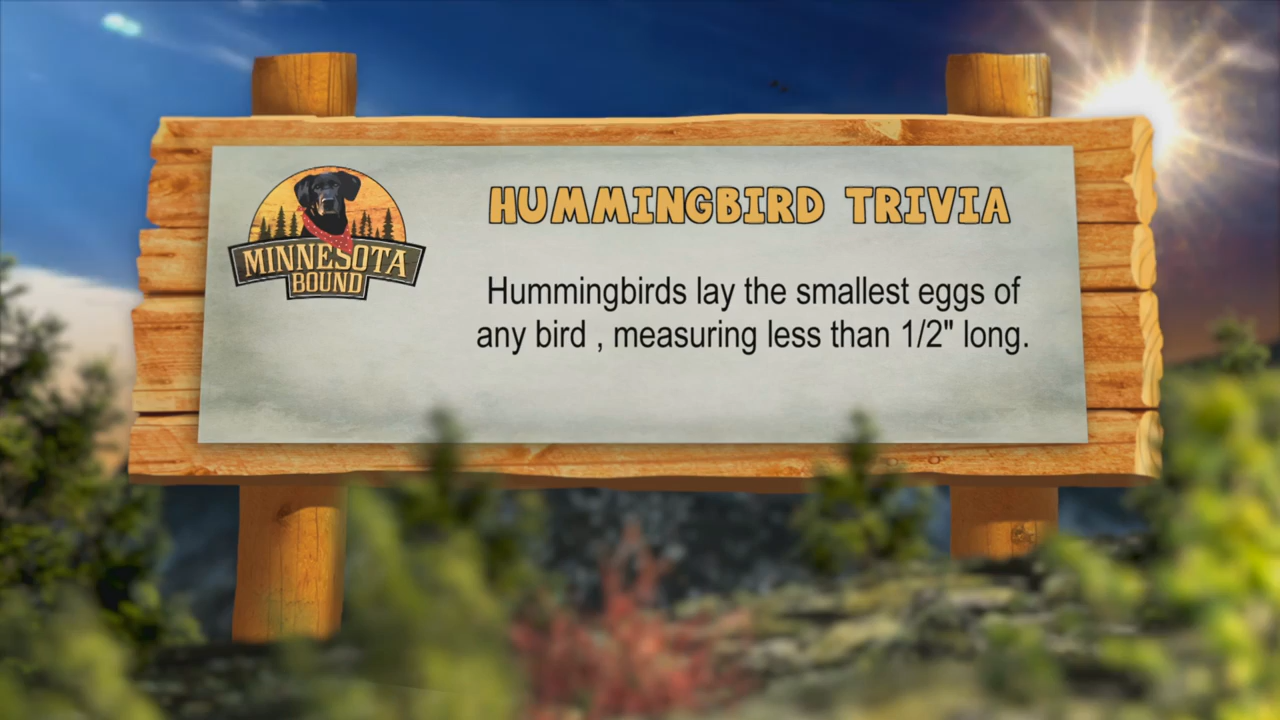 MINNESOTA
BOUND
HUMMINGBIRD TRIVIA
Hummingbirds lay the smallest eggs of
any bird , measuring less than 1/2" long.